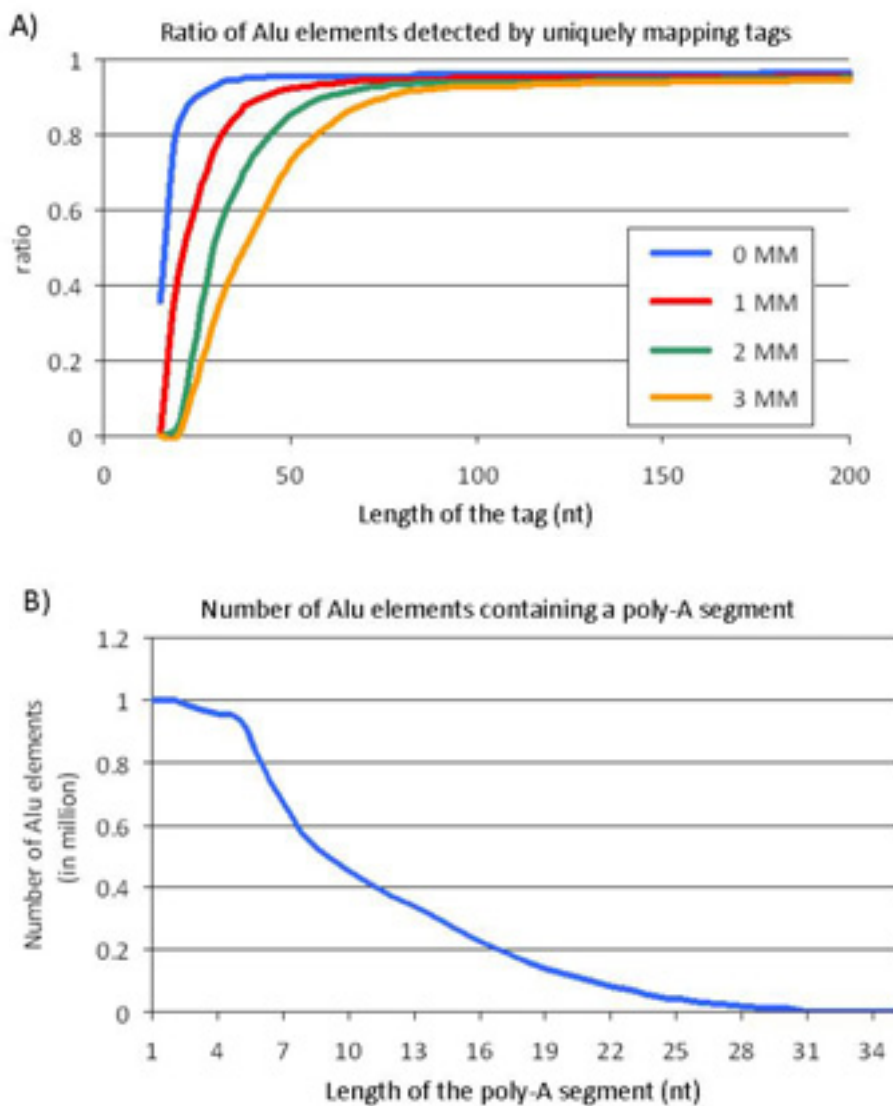 A)
Ratio of Alu elements detected by uniquely mapping tags
1
0.8
0.6
0.4
0.2
0
ratio
0 MM
1 MM
2 MM
3 MM
0 50 100 150 200
Length of the tag (nt)
B)
Number of Alu elements containing a poly-A segment
1.2
1
0.8
0.6
0.4
0.2
0
Number of Alu elements
(in million)
1 4 7 10 13 16 19 22 25 28 31 34
Length of the poly-A segment (nt)